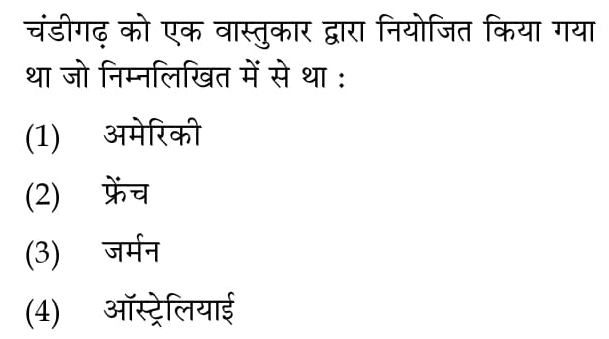 चंडीगढ़ को एक वास्तुकार द्वारा नियोजित किया गया
था जो निम्नलिखित में से था :
(1) अमेरिकी
(2) फ्रेंच
(3) जर्मन
(4) ऑस्ट्रेलियाई